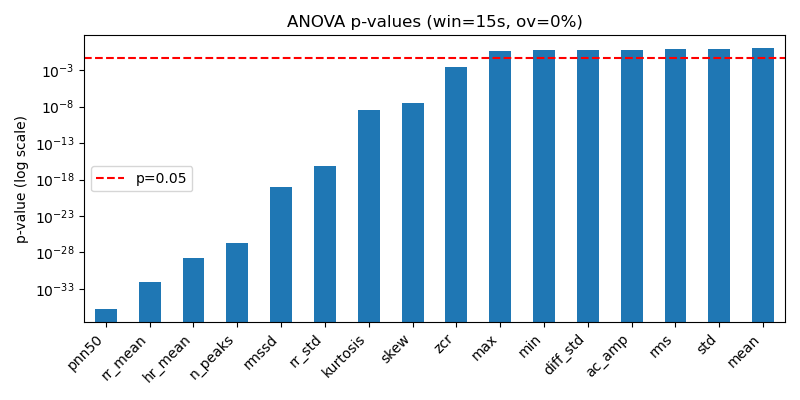 ANOVA p-values (win=15s, ov=0%)
p-value (log scale)
10⁻³
10⁻⁸
10⁻¹³
10⁻¹⁸
10⁻²³
10⁻²⁸
10⁻³³
p=0.05
pnn50
rr_mean
hr_mean
n_peaks
rmssd
rr_std
kurtosis
skew
zcr
max
min
diff_std
ac_amp
rms
std
mean